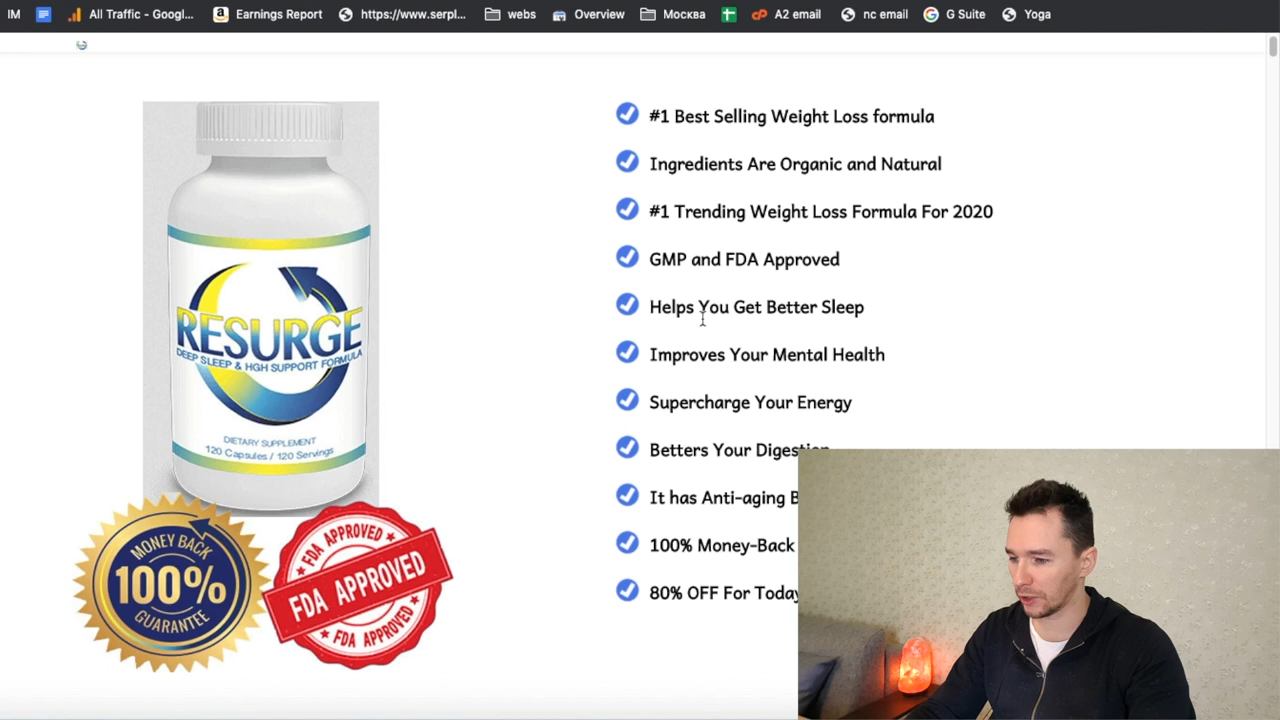 IM
All Traffic - Googl...
Earnings Report
https://www.serpl...
webs
Overview
Москва
A2 email
nc email
G Suite
Yoga
RESURGE
DEEP SLEEP & HGH SUPPORT FORMULA
DIETARY SUPPLEMENT
120 Capsules / 120 Servings
MONEY BACK
100%
GUARANTEE
FDA APPROVED
FDA APPROVED
FDA APPROVED
#1 Best Selling Weight Loss formula
Ingredients Are Organic and Natural
#1 Trending Weight Loss Formula For 2020
GMP and FDA Approved
Helps You Get Better Sleep
Improves Your Mental Health
Supercharge Your Energy
Betters Your Digestion
It has Anti-aging B
100% Money-Back
80% OFF For Today